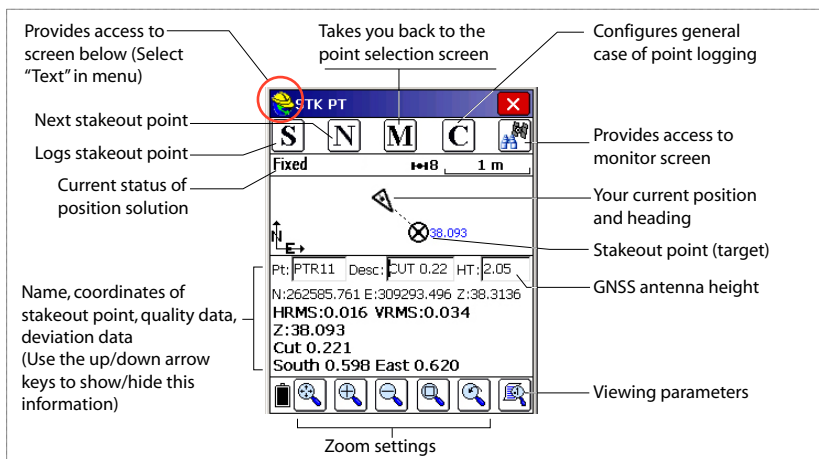 Provides access to
screen below (Select
“Text” in menu)
Takes you back to the
point selection screen
Configures general
case of point logging
STK PT
Next stakeout point
S N M C
Logs stakeout point
Provides access to
monitor screen
Current status of
position solution
Fixed 8 1 m
Your current position
and heading
38.093
N
E
Stakeout point (target)
Pt: PTR11 Desc: CUT 0.22 HT: 2.05
GNSS antenna height
N:262585.761 E:309293.496 Z:38.3136
HRMS:0.016 VRMS:0.034
Z:38.093
Cut 0.221
South 0.598 East 0.620
Name, coordinates of
stakeout point, quality data,
deviation data
(Use the up/down arrow
keys to show/hide this
information)
Viewing parameters
Zoom settings